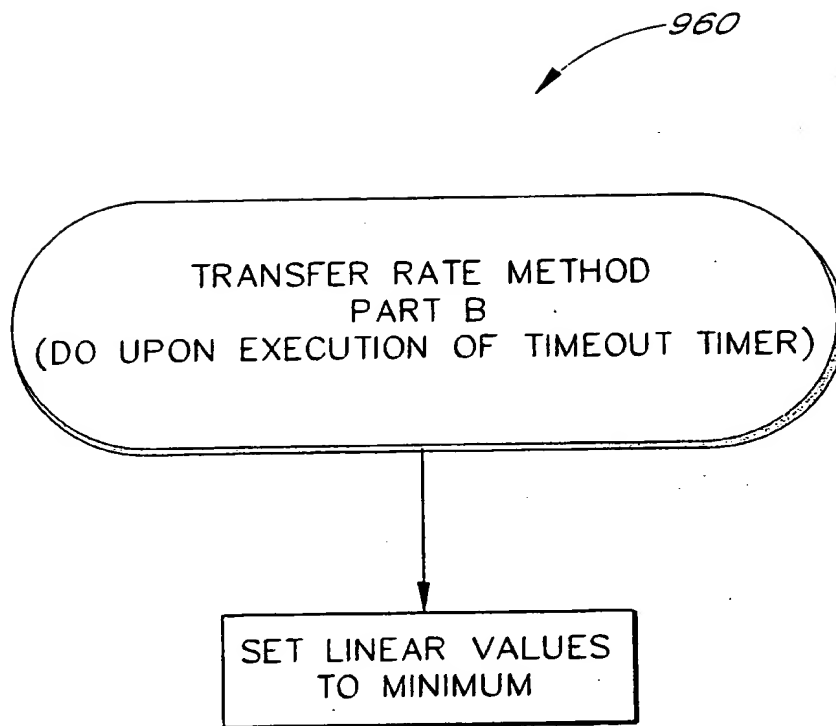 960
TRANSFER RATE METHOD
PART B
(DO UPON EXECUTION OF TIMEOUT TIMER)
SET LINEAR VALUES
TO MINIMUM